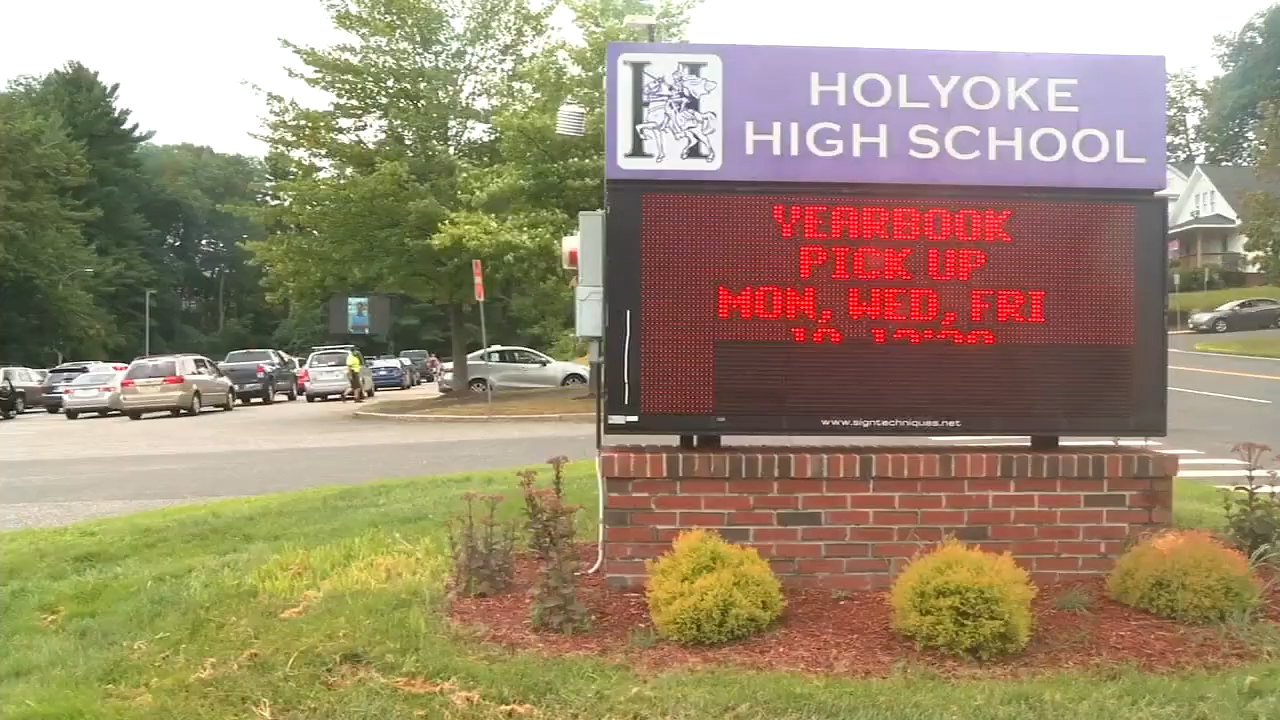 H
HOLYOKE
HIGH SCHOOL
YEARBOOK
PICK UP
MON, WED, FRI
www.signtechniques.net